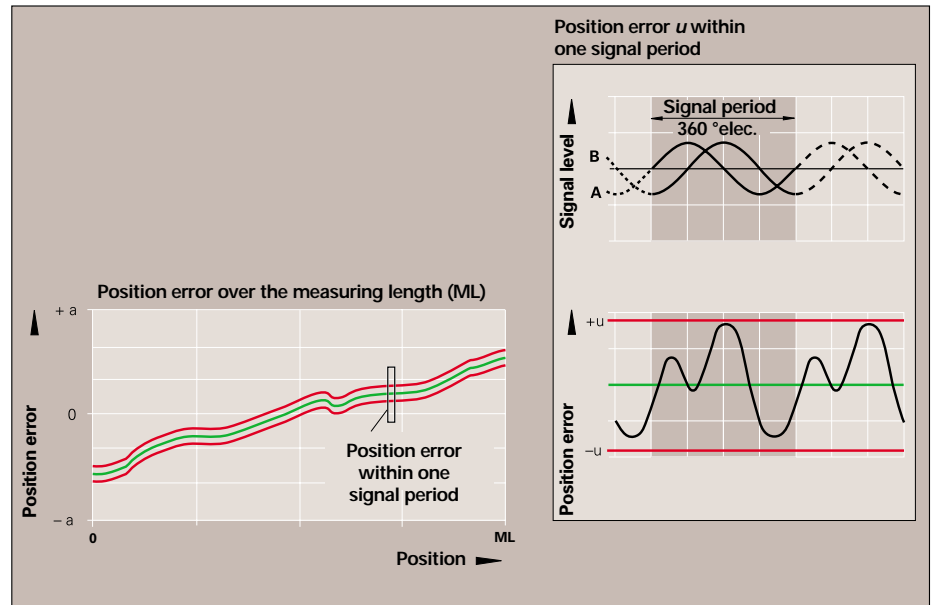 Position error u within
one signal period
Signal period
360 °elec.
Signal level
B
A
Position error over the measuring length (ML)
+ a
0
– a
Position error
Position error
within one
signal period
0
ML
Position
+u
–u
Position error